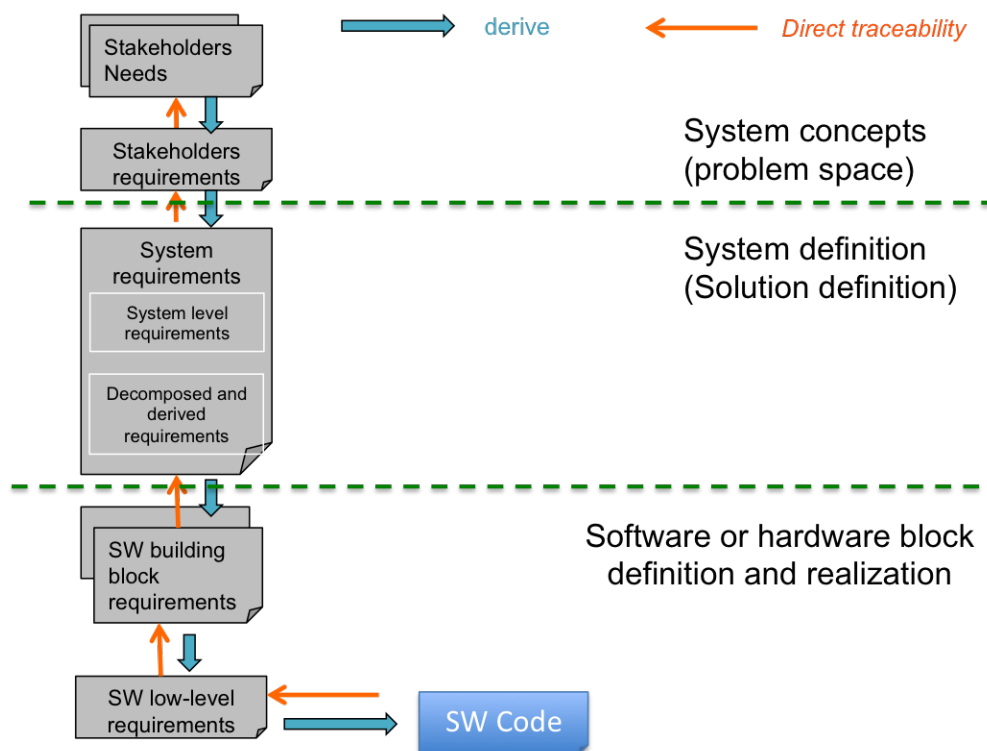 derive
Direct traceability
Stakeholders
Needs
Stakeholders
requirements
System concepts
(problem space)
System
requirements
System level
requirements
Decomposed and
derived
requirements
System definition
(Solution definition)
SW building
block
requirements
Software or hardware block
definition and realization
SW low-level
requirements
SW Code